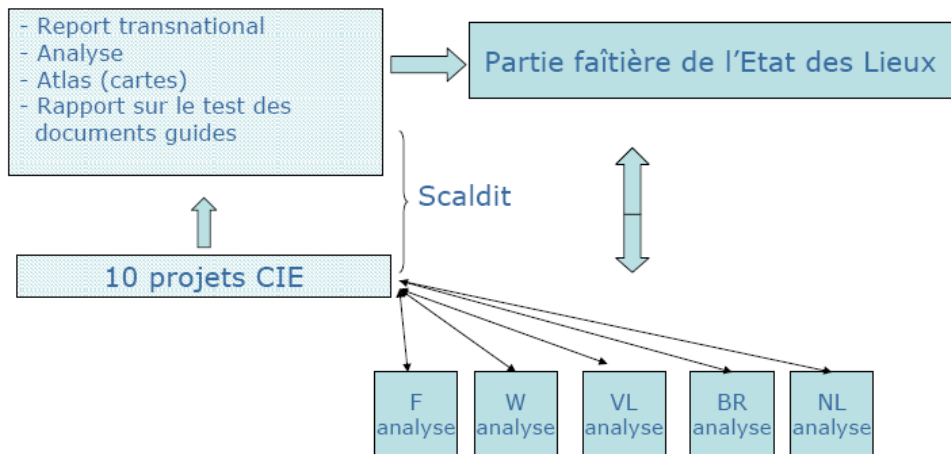 - Report transnational
- Analyse
- Atlas (cartes)
- Rapport sur le test des
documents guides
Partie faîtière de l'Etat des Lieux
Scaldit
10 projets CIE
F
analyse
W
analyse
VL
analyse
BR
analyse
NL
analyse